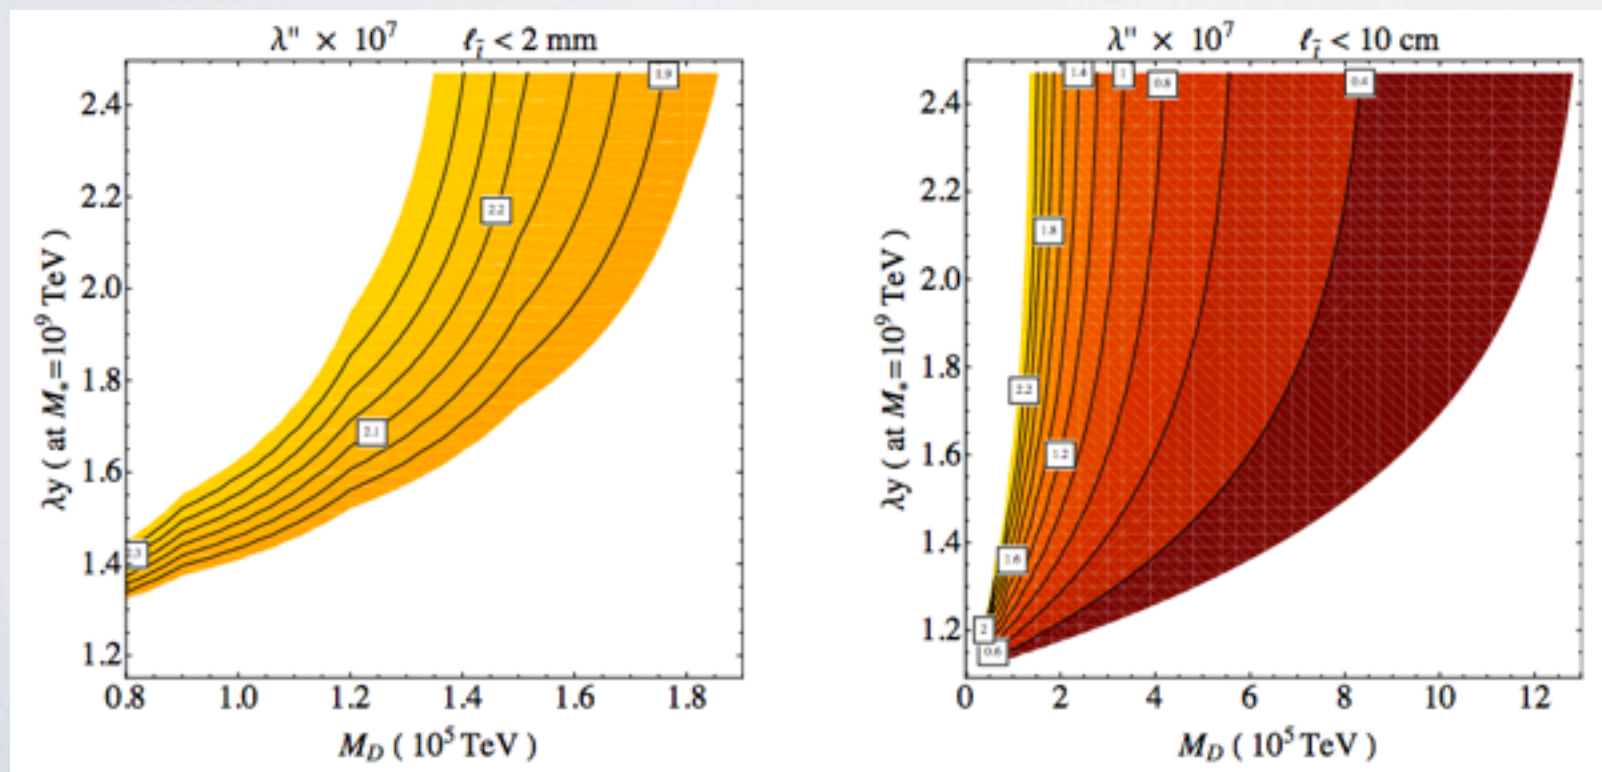 λ'' × 10⁷ ℓ_t̃ < 2 mm
2.4
2.2
2.0
1.8
1.6
1.4
1.2
λy ( at M⁎=10⁹ TeV )
1.9
2.2
2.1
2.3
0.8 1.0 1.2 1.4 1.6 1.8
M_D ( 10⁵ TeV )
λ'' × 10⁷ ℓ_t̃ < 10 cm
2.4
2.2
2.0
1.8
1.6
1.4
1.2
λy ( at M⁎=10⁹ TeV )
1.4 1 0.8 0.4
1.8
2.2
1.2
1.6
2
0.6
0 2 4 6 8 10 12
M_D ( 10⁵ TeV )